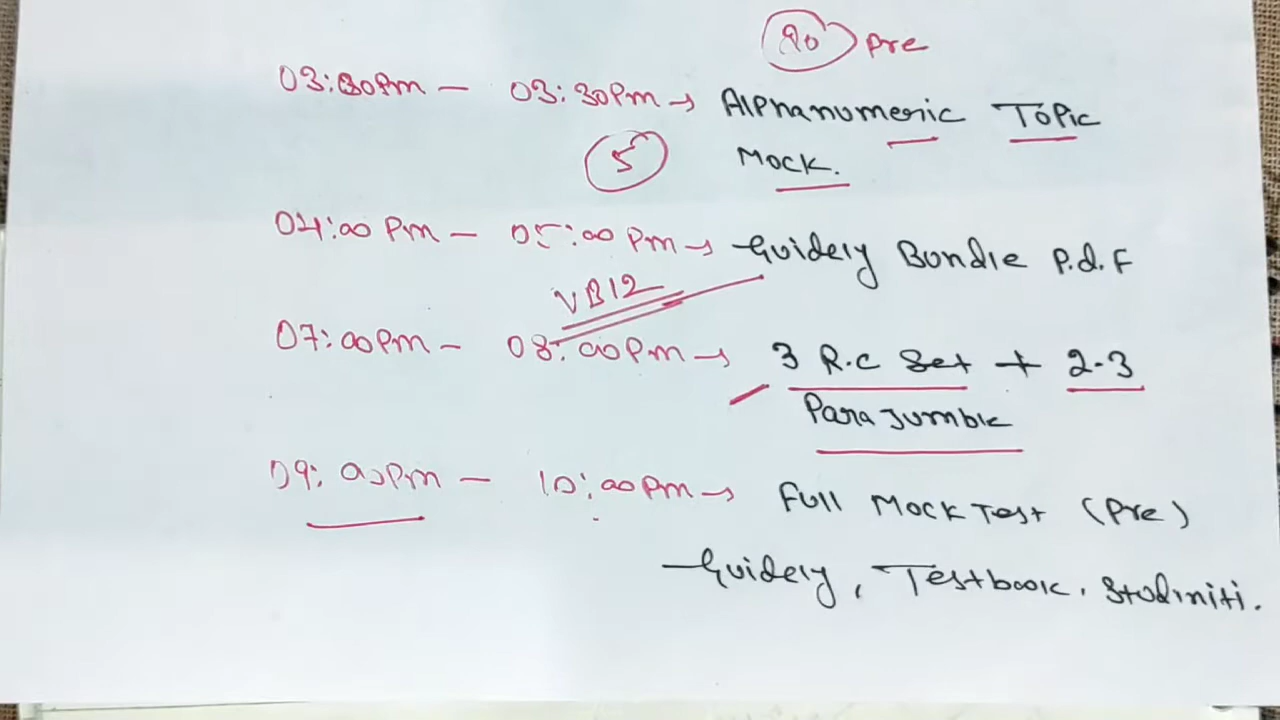 20 Pre
03:30Pm – 03:30Pm → Alphanumeric Topic
5 Mock.
04:00 Pm – 05:00 Pm → Guidely Bundle P.d.F
VB12
07:00Pm – 08:00Pm → 3 R.C Set + 2-3
Para Jumble
09:00Pm – 10:00Pm → Full Mock Test (Pre)
Guidely, Testbook, Studiniti.